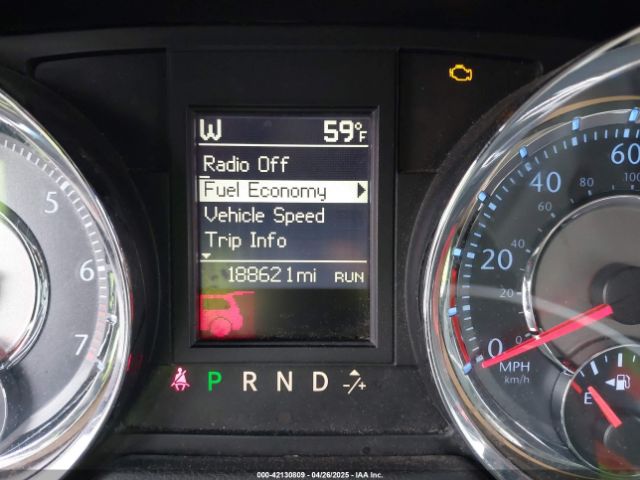 W 59°F
Radio Off
Fuel Economy
Vehicle Speed
Trip Info
188621mi RUN
P R N D -/+
5
6
7
60
40
20
0
100
80
60
40
20
0
MPH
km/h
E
000-42130809 - 04/26/2025 - IAA Inc.